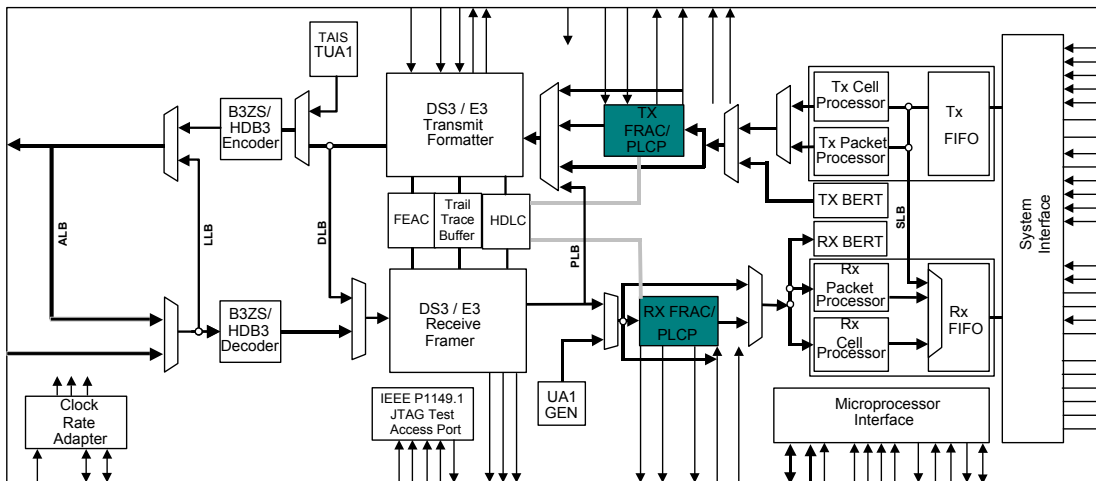 TAIS
TUA1
B3ZS/
HDB3
Encoder
DS3 / E3
Transmit
Formatter
TX
FRAC/
PLCP
Tx Cell
Processor
Tx Packet
Processor
Tx
FIFO
TX BERT
RX BERT
System
Interface
ALB
LLB
DLB
FEAC
Trail
Trace
Buffer
HDLC
PLB
SLB
B3ZS/
HDB3
Decoder
DS3 / E3
Receive
Framer
RX FRAC/
PLCP
Rx
Packet
Processor
Rx
Cell
Processor
Rx
FIFO
Clock
Rate
Adapter
IEEE P1149.1
JTAG Test
Access Port
UA1
GEN
Microprocessor
Interface